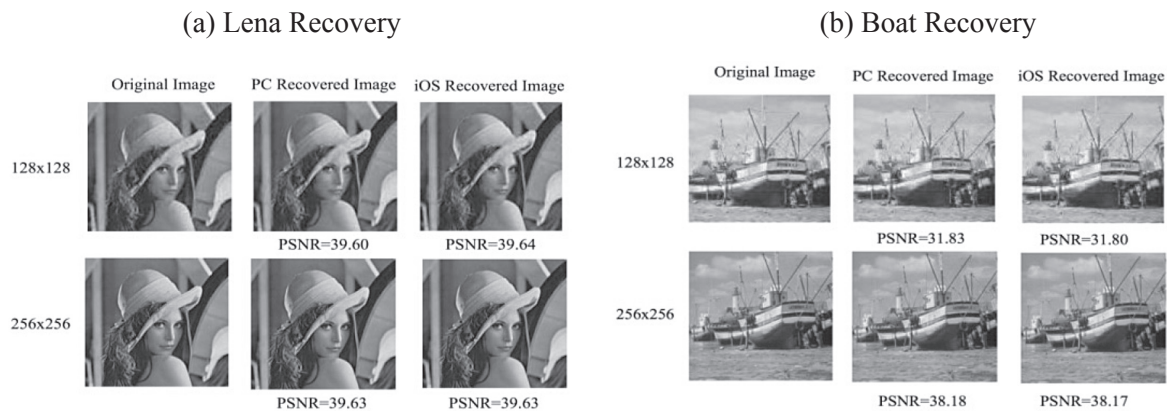 (a) Lena Recovery
Original Image PC Recovered Image iOS Recovered Image
128x128
PSNR=39.60 PSNR=39.64
256x256
PSNR=39.63 PSNR=39.63
(b) Boat Recovery
Original Image PC Recovered Image iOS Recovered Image
128x128
PSNR=31.83 PSNR=31.80
256x256
PSNR=38.18 PSNR=38.17